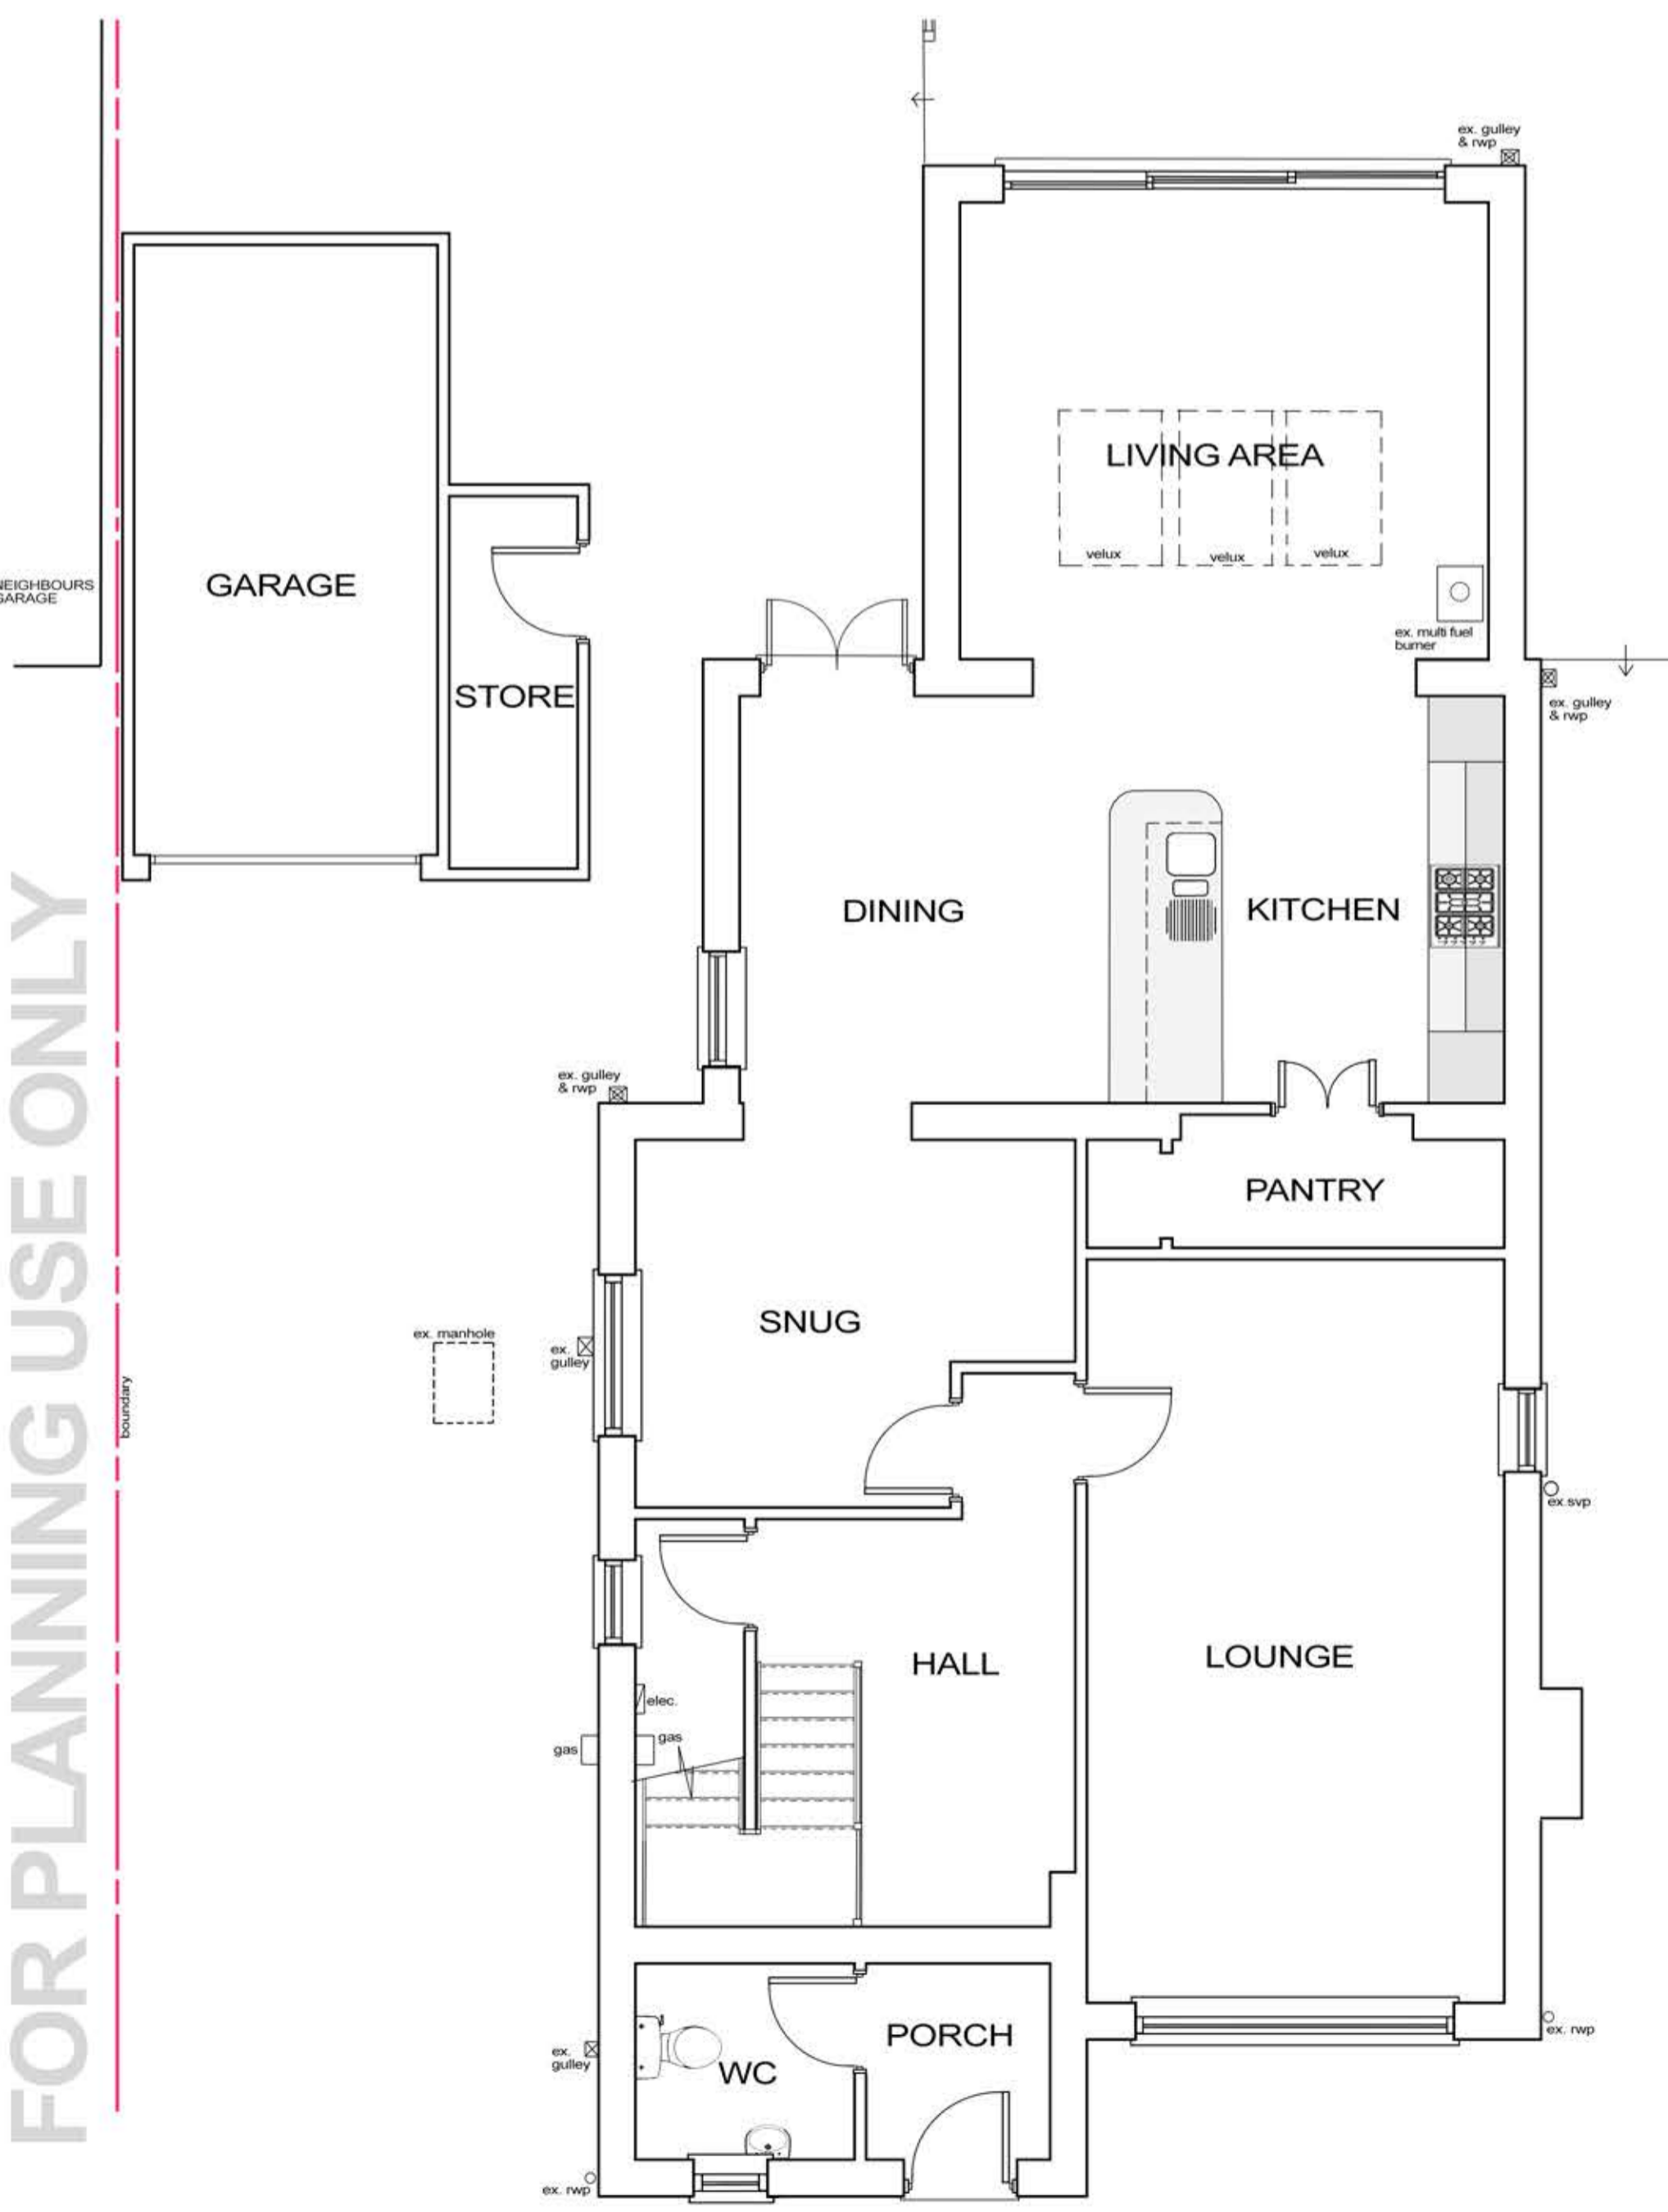 ex. gulley
& rwp
LIVING AREA
velux
velux
velux
NEIGHBOURS
GARAGE
GARAGE
STORE
ex. multi fuel
burner
ex. gulley
& rwp
DINING
KITCHEN
ex. gulley
& rwp
PANTRY
SNUG
ex. manhole
ex.
gulley
boundary
ex.svp
HALL
LOUNGE
elec.
gas
gas
FOR PLANNING USE ONLY
PORCH
ex. rwp
ex.
gulley
WC
ex. rwp